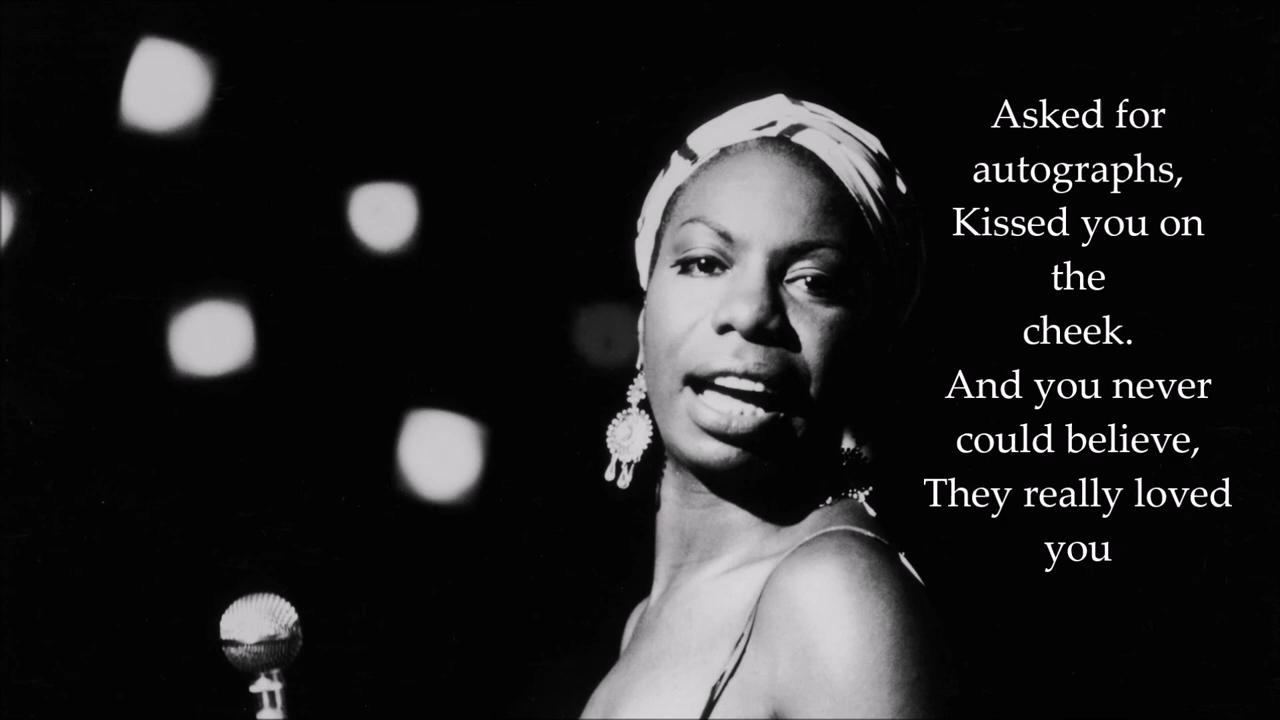 Asked for
autographs,
Kissed you on
the
cheek.
And you never
could believe,
They really loved
you